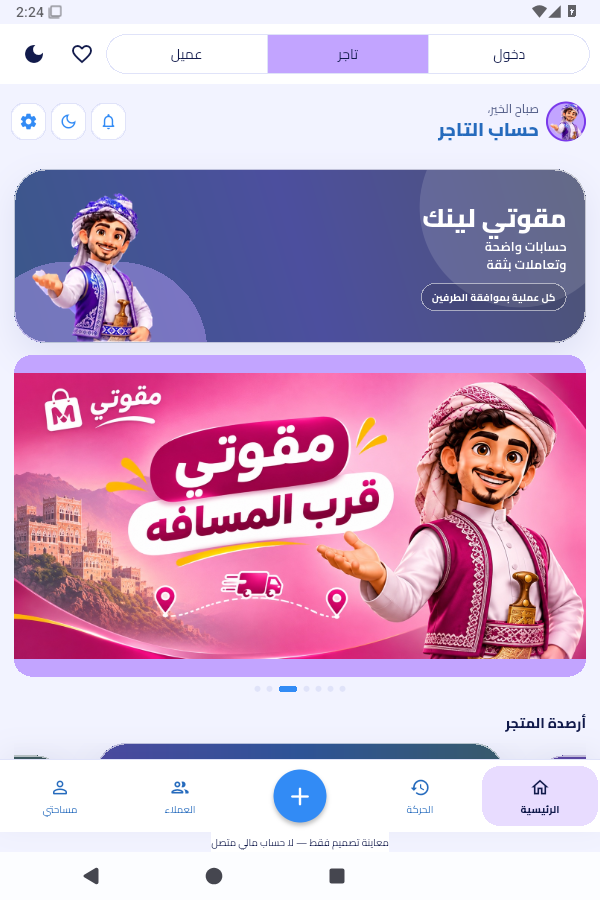 2:24
دخول
تاجر
عميل
صباح الخير،
حساب التاجر
مقوتي لينك
حسابات واضحة
وتعاملات بثقة
كل عملية بموافقة الطرفين
مقوتي
مقوتي
قرب المسافه
أرصدة المتجر
الرئيسية
الحركة
العملاء
مساحتي
معاينة تصميم فقط — لا حساب مالي متصل